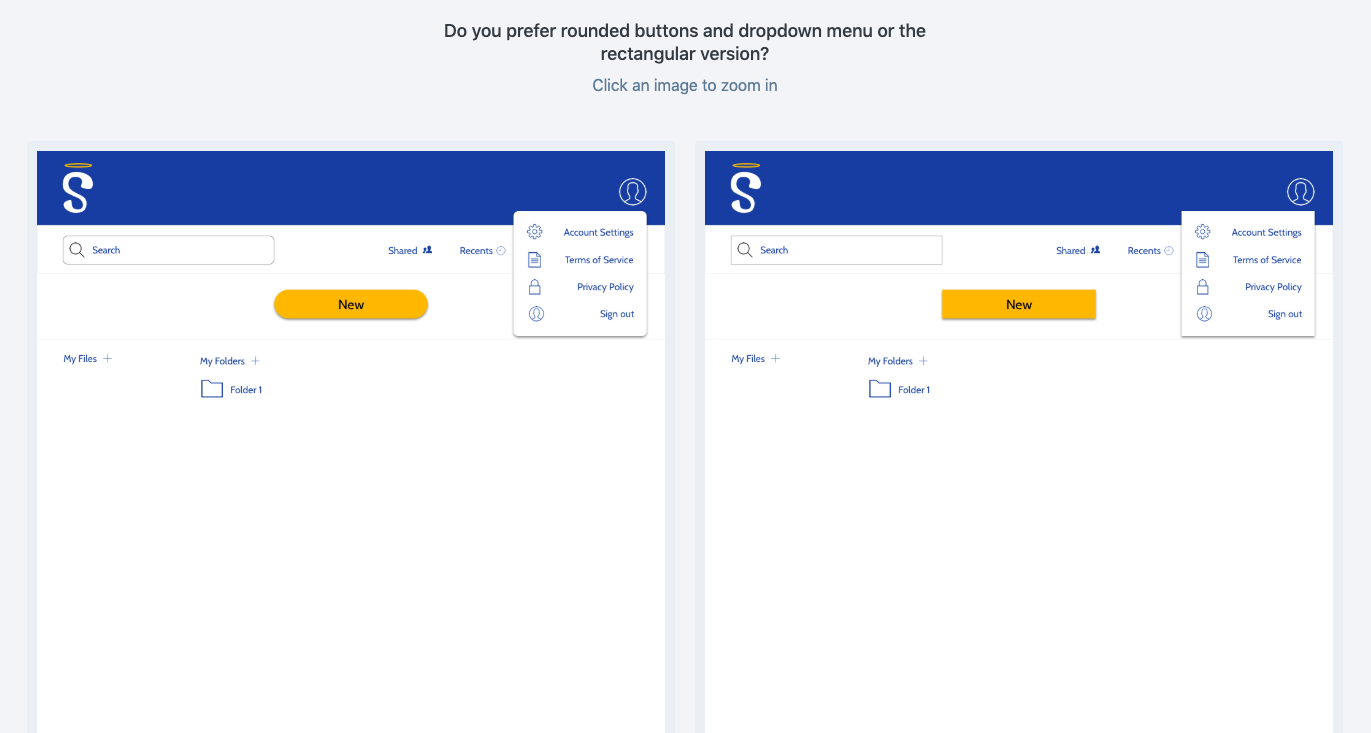 Do you prefer rounded buttons and dropdown menu or the
rectangular version?
Click an image to zoom in
S
Search
Shared
Recents
Account Settings
Terms of Service
Privacy Policy
Sign out
New
My Files
My Folders
Folder 1
S
Search
Shared
Recents
Account Settings
Terms of Service
Privacy Policy
Sign out
New
My Files
My Folders
Folder 1